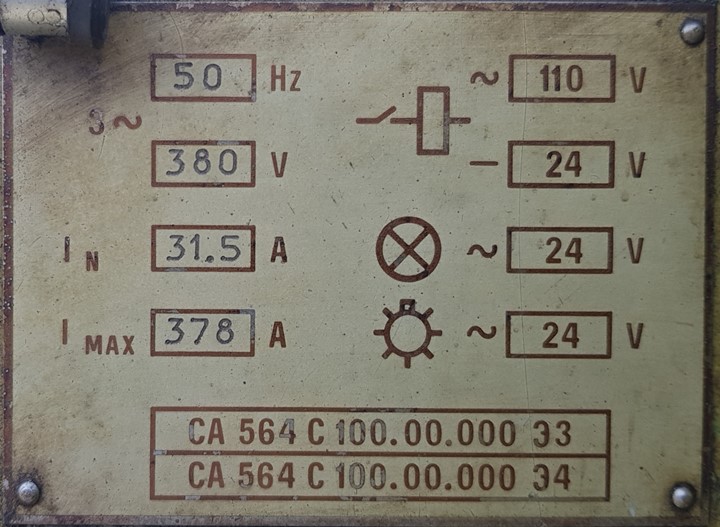 50 Hz
3~
380 V
I N 31.5 A
I MAX 378 A
~ 110 V
— 24 V
~ 24 V
~ 24 V
CA 564 C 100.00.000 Э3
CA 564 C 100.00.000 Э4